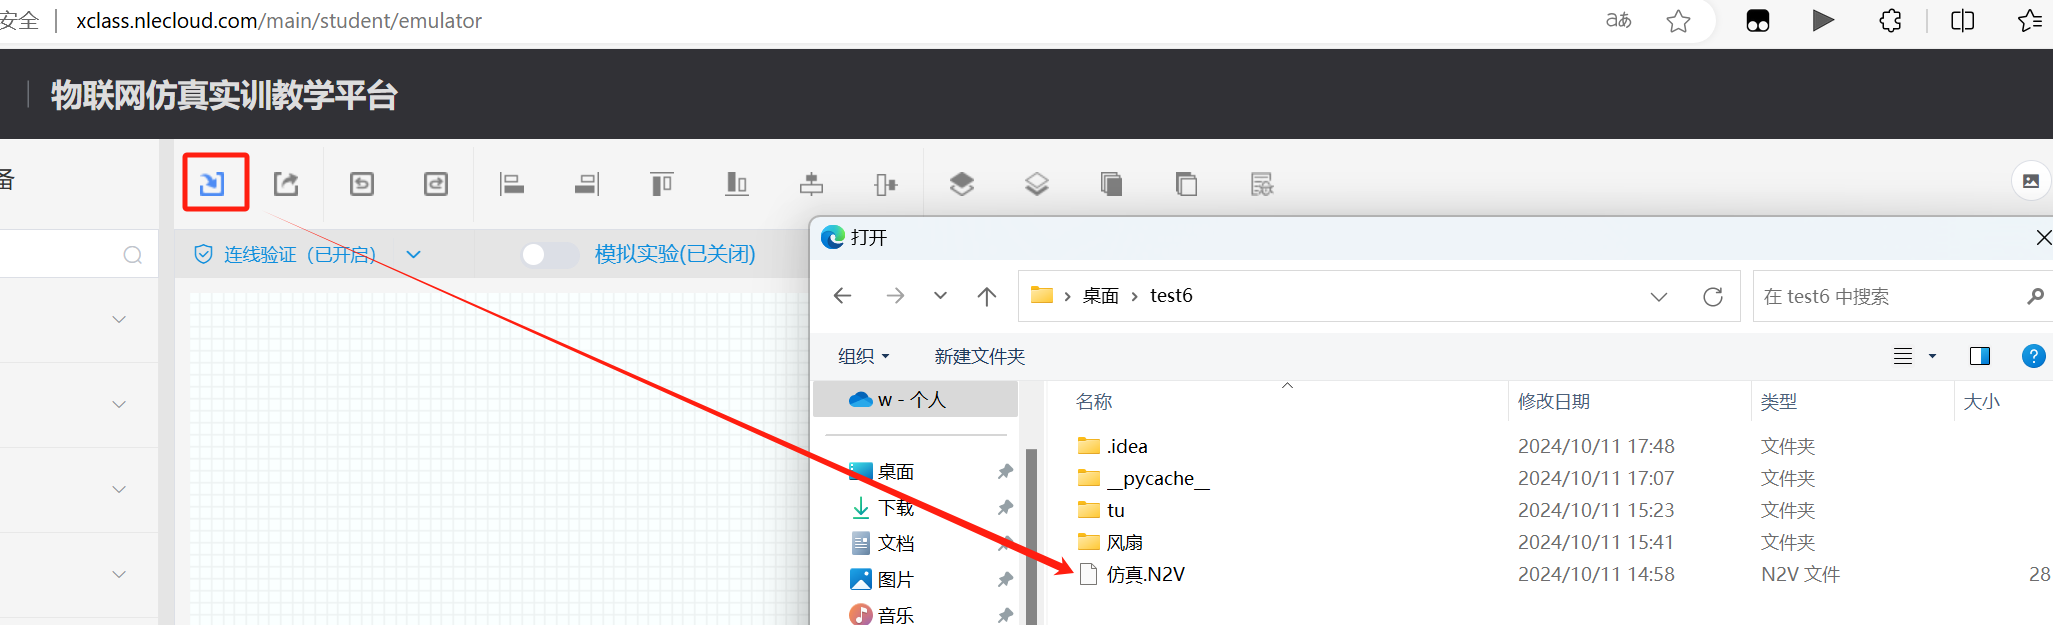 安全 xclass.nlecloud.com/main/student/emulator aあ
物联网仿真实训教学平台
备
连线验证（已开启） 模拟实验(已关闭)
打开
桌面 test6 在 test6 中搜索
组织 新建文件夹
w - 个人
名称 修改日期 类型 大小
.idea 2024/10/11 17:48 文件夹
桌面
__pycache__ 2024/10/11 17:07 文件夹
下载
tu 2024/10/11 15:23 文件夹
文档
风扇 2024/10/11 15:41 文件夹
图片
仿真.N2V 2024/10/11 14:58 N2V 文件 28
音乐